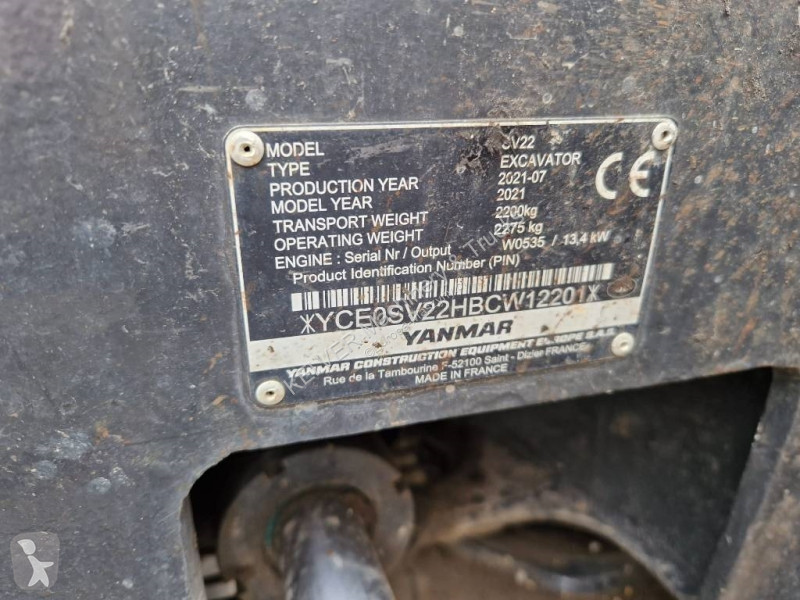 MODEL SV22
TYPE EXCAVATOR
PRODUCTION YEAR 2021-07
MODEL YEAR 2021
TRANSPORT WEIGHT 2200kg
OPERATING WEIGHT 2275 kg
ENGINE : Serial Nr / Output W0535 / 13,4 kW
Product Identification Number (PIN)
CE
*YCE0SV22HBCW12201*
YANMAR
YANMAR CONSTRUCTION EQUIPMENT EUROPE S.A.S.
Rue de la Tambourine F-52100 Saint - Dizier FRANCE
MADE IN FRANCE